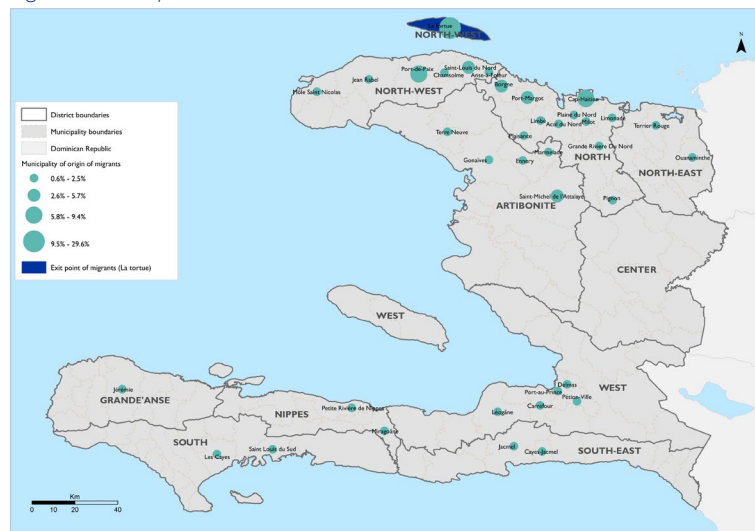 La tortue
NORTH-WEST
N
Port-de-Paix
Saint-Louis du Nord
Chansolme
Anse-à-Foleur
Jean Rabel
Borgne
Môle Saint Nicolas
NORTH-WEST
Port-Margot
Cap-Haïtien
Plaine du Nord
Limonade
Limbé
Acul du Nord
Milot
Terrier Rouge
Terre Neuve
Plaisance
Grande Rivière Du Nord
Marmelade
NORTH
Ouanaminthe
Gonaïves
Ennery
NORTH-EAST
Saint-Michel de l'Attalaye
Pignon
ARTIBONITE
CENTER
WEST
District boundaries
Municipality boundaries
Dominican Republic
Municipality of origin of migrants
0.6% - 2.5%
2.6% - 5.7%
5.8% - 9.4%
9.5% - 29.6%
Exit point of migrants (La tortue)
Jérémie
GRANDE'ANSE
Delmas
WEST
Port-au-Prince
Pétion-Ville
Petite Rivière de Nippes
Carrefour
NIPPES
Léogâne
Miragoâne
SOUTH
Saint Louis du Sud
Les Cayes
Jacmel
Cayes-Jacmel
SOUTH-EAST
Km
0 10 20 40